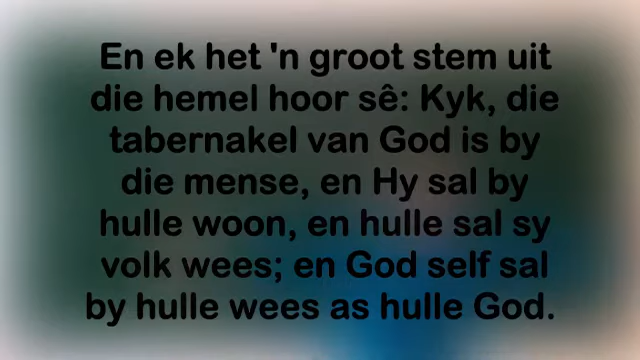 En ek het 'n groot stem uit
die hemel hoor sê: Kyk, die
tabernakel van God is by
die mense, en Hy sal by
hulle woon, en hulle sal sy
volk wees; en God self sal
by hulle wees as hulle God.